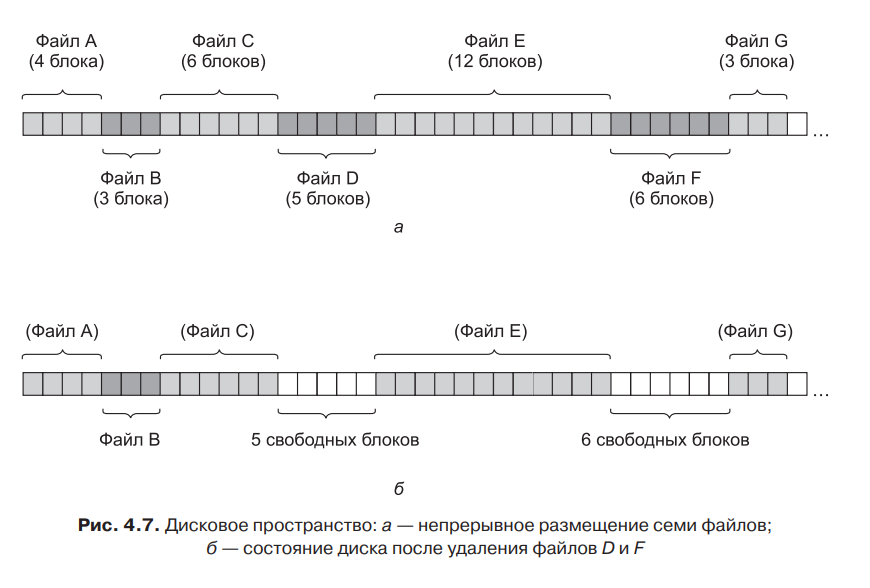 Файл A
(4 блока)
Файл C
(6 блоков)
Файл E
(12 блоков)
Файл G
(3 блока)
...
Файл B
(3 блока)
Файл D
(5 блоков)
Файл F
(6 блоков)
а
(Файл A)
(Файл C)
(Файл E)
(Файл G)
...
Файл B
5 свободных блоков
6 свободных блоков
б
Рис. 4.7. Дисковое пространство: а — непрерывное размещение семи файлов;
б — состояние диска после удаления файлов D и F